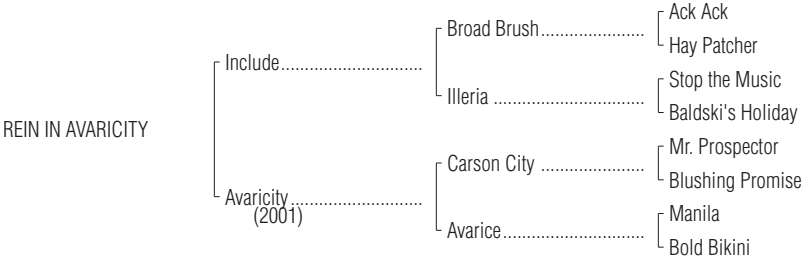 Ack Ack
Broad Brush
Hay Patcher
Include
Stop the Music
Illeria
Baldski's Holiday
REIN IN AVARICITY
Mr. Prospector
Carson City
Blushing Promise
Avaricity
(2001)
Manila
Avarice
Bold Bikini